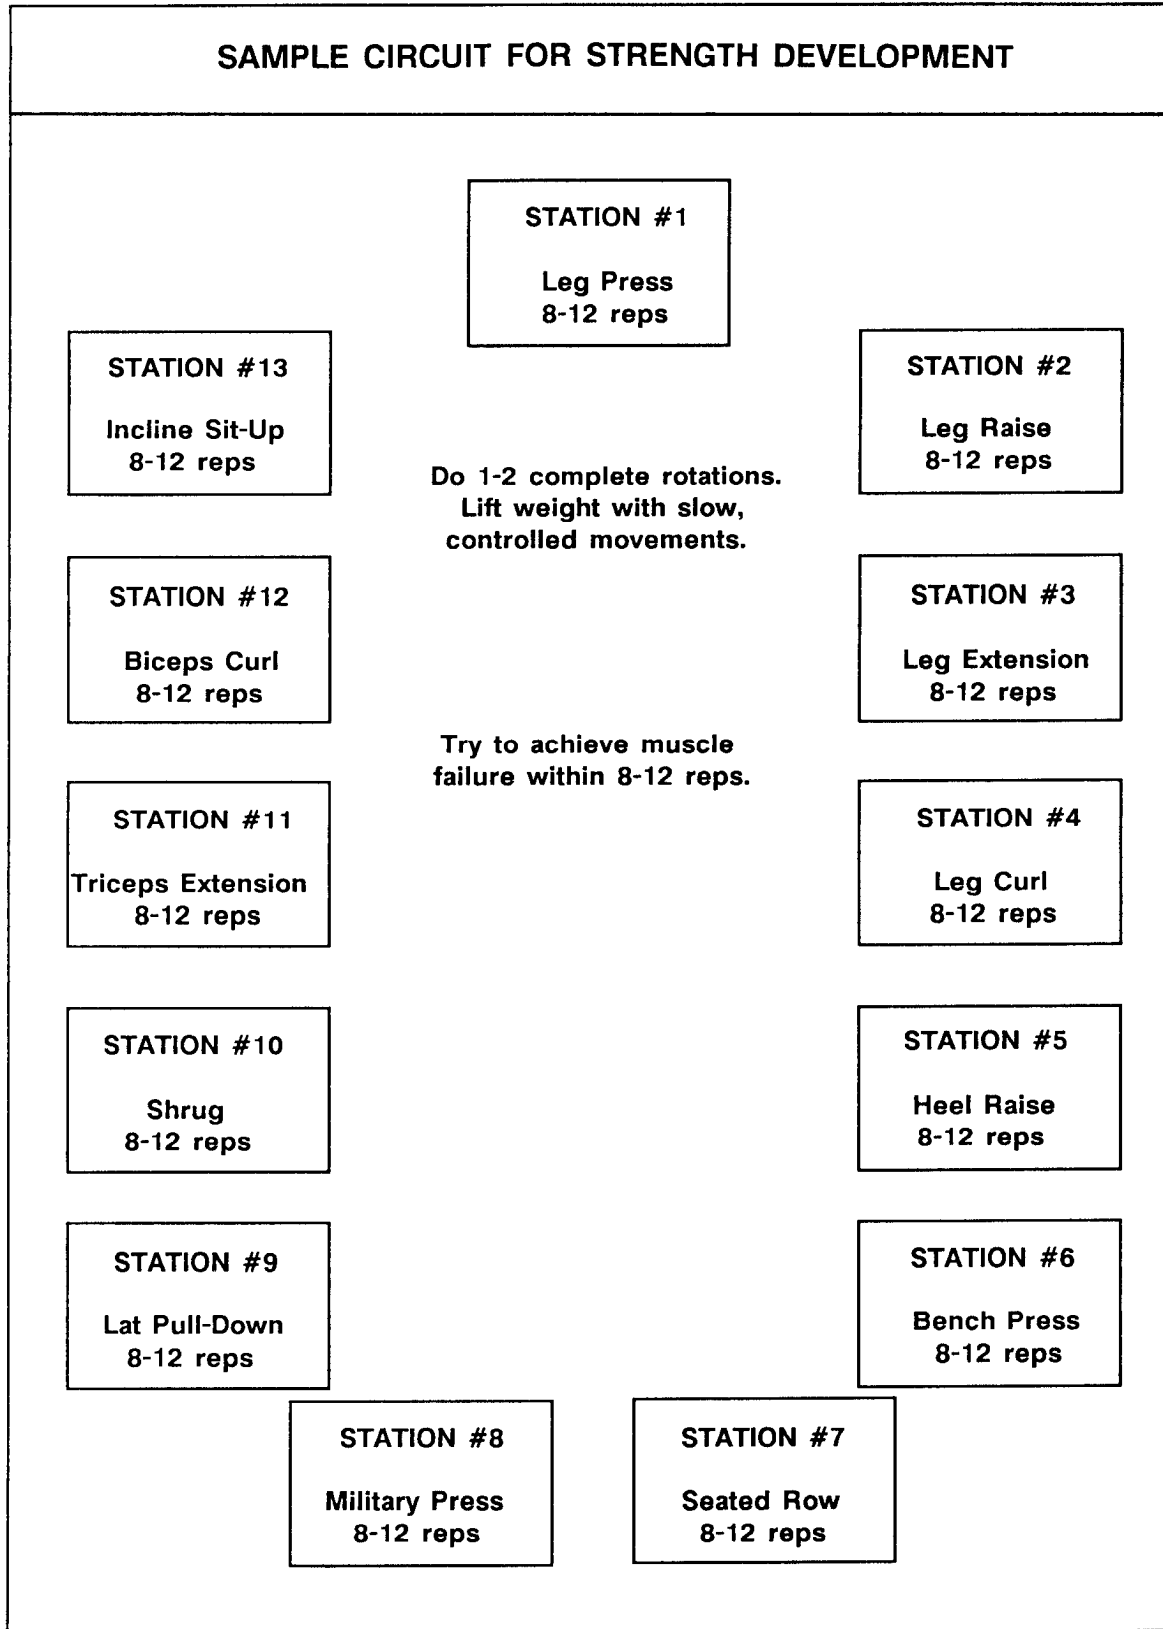 SAMPLE CIRCUIT FOR STRENGTH DEVELOPMENT
STATION #1
Leg Press
8-12 reps
STATION #2
Leg Raise
8-12 reps
STATION #3
Leg Extension
8-12 reps
STATION #4
Leg Curl
8-12 reps
STATION #5
Heel Raise
8-12 reps
STATION #6
Bench Press
8-12 reps
STATION #7
Seated Row
8-12 reps
STATION #8
Military Press
8-12 reps
STATION #9
Lat Pull-Down
8-12 reps
STATION #10
Shrug
8-12 reps
STATION #11
Triceps Extension
8-12 reps
STATION #12
Biceps Curl
8-12 reps
STATION #13
Incline Sit-Up
8-12 reps
Do 1-2 complete rotations.
Lift weight with slow,
controlled movements.
Try to achieve muscle
failure within 8-12 reps.